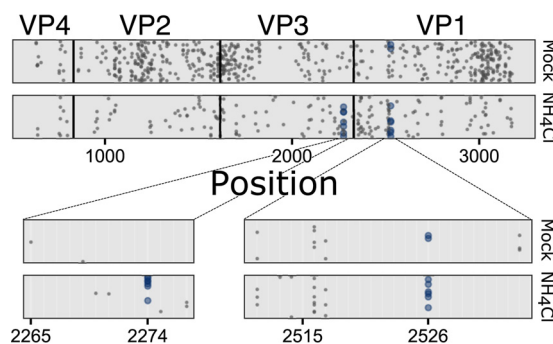 VP4 VP2 VP3 VP1
Mock
NH4Cl
1000 2000 3000
Position
Mock
NH4Cl
2265 2274 2515 2526